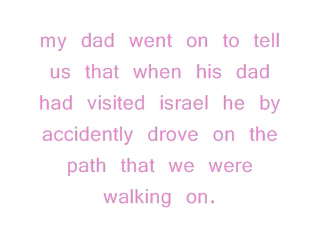 my dad went on to tell
us that when his dad
had visited israel he by
accidently drove on the
path that we were
walking on.